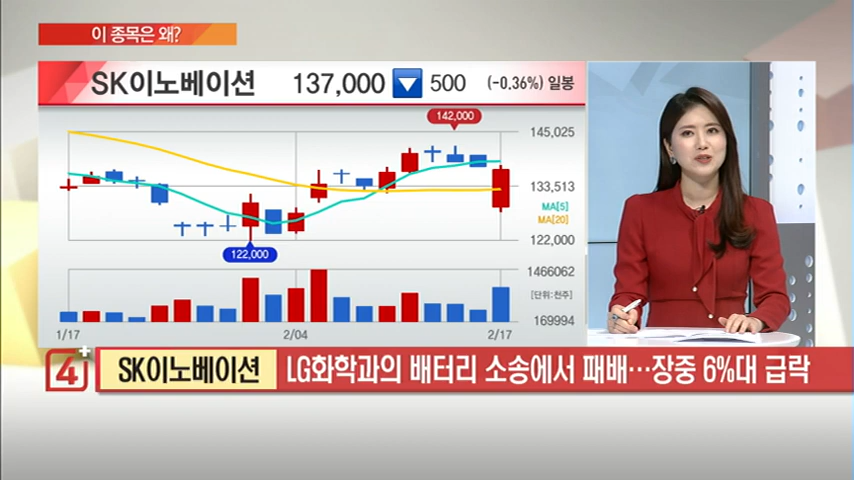 이 종목은 왜?
SK이노베이션 137,000 ▼ 500 (-0.36%) 일봉
142,000
145,025
133,513
MA[5]
MA[20]
122,000
122,000
1466062
[단위:천주]
169994
1/17 2/04 2/17
4+ SK이노베이션 LG화학과의 배터리 소송에서 패배…장중 6%대 급락